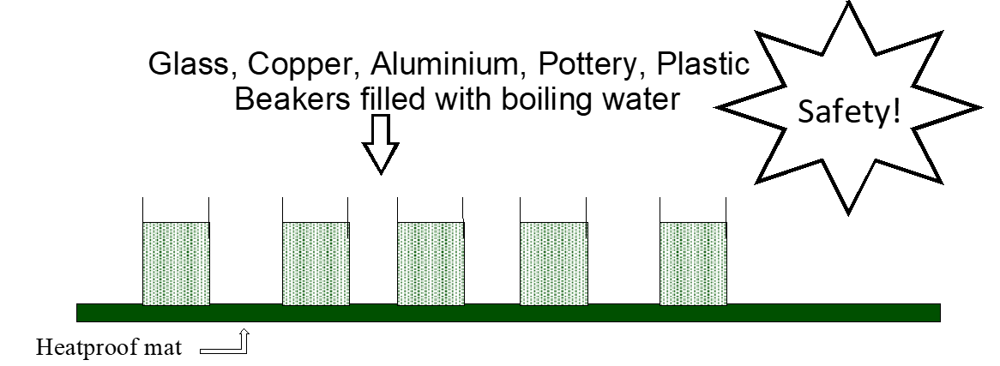 Glass, Copper, Aluminium, Pottery, Plastic
Beakers filled with boiling water
Safety!
Heatproof mat